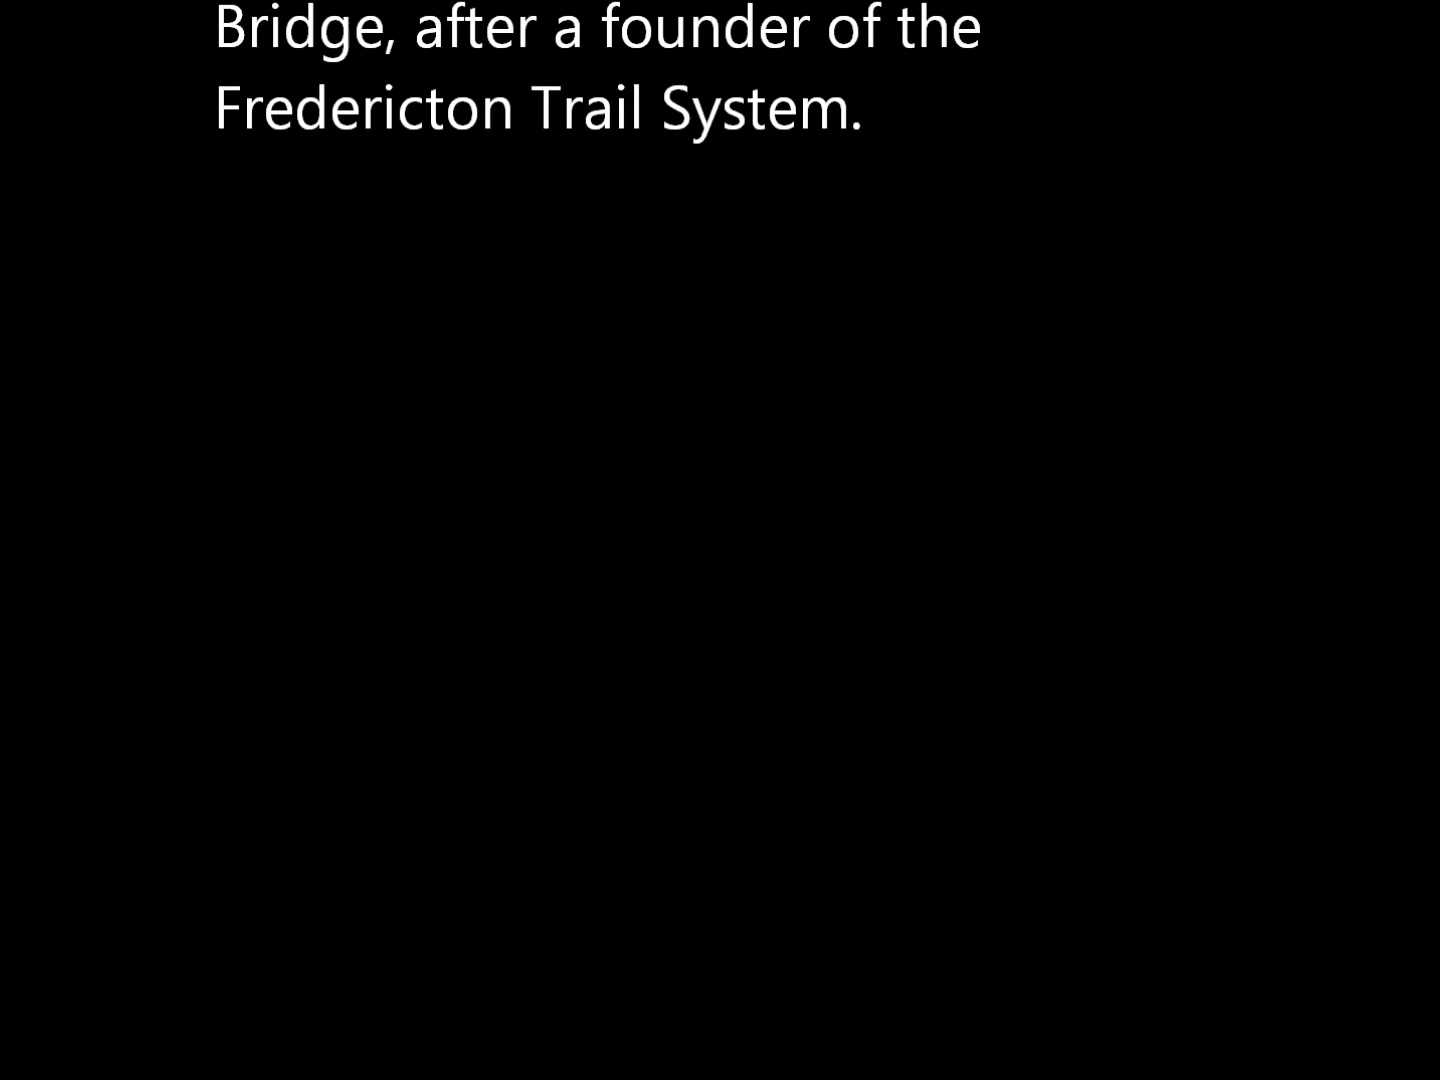 Bridge, after a founder of the
Fredericton Trail System.